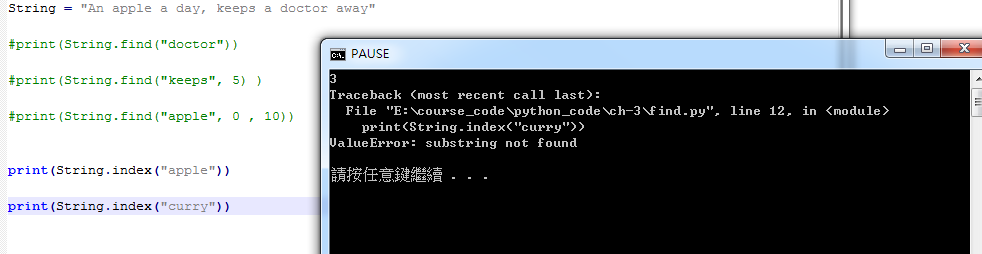 String = "An apple a day, keeps a doctor away"
#print(String.find("doctor"))
#print(String.find("keeps", 5) )
#print(String.find("apple", 0 , 10))
print(String.index("apple"))
print(String.index("curry"))
C:\. PAUSE
3
Traceback (most recent call last):
File "E:\course_code\python_code\ch-3\find.py", line 12, in <module>
print(String.index("curry"))
ValueError: substring not found
請按任意鍵繼續 . . .